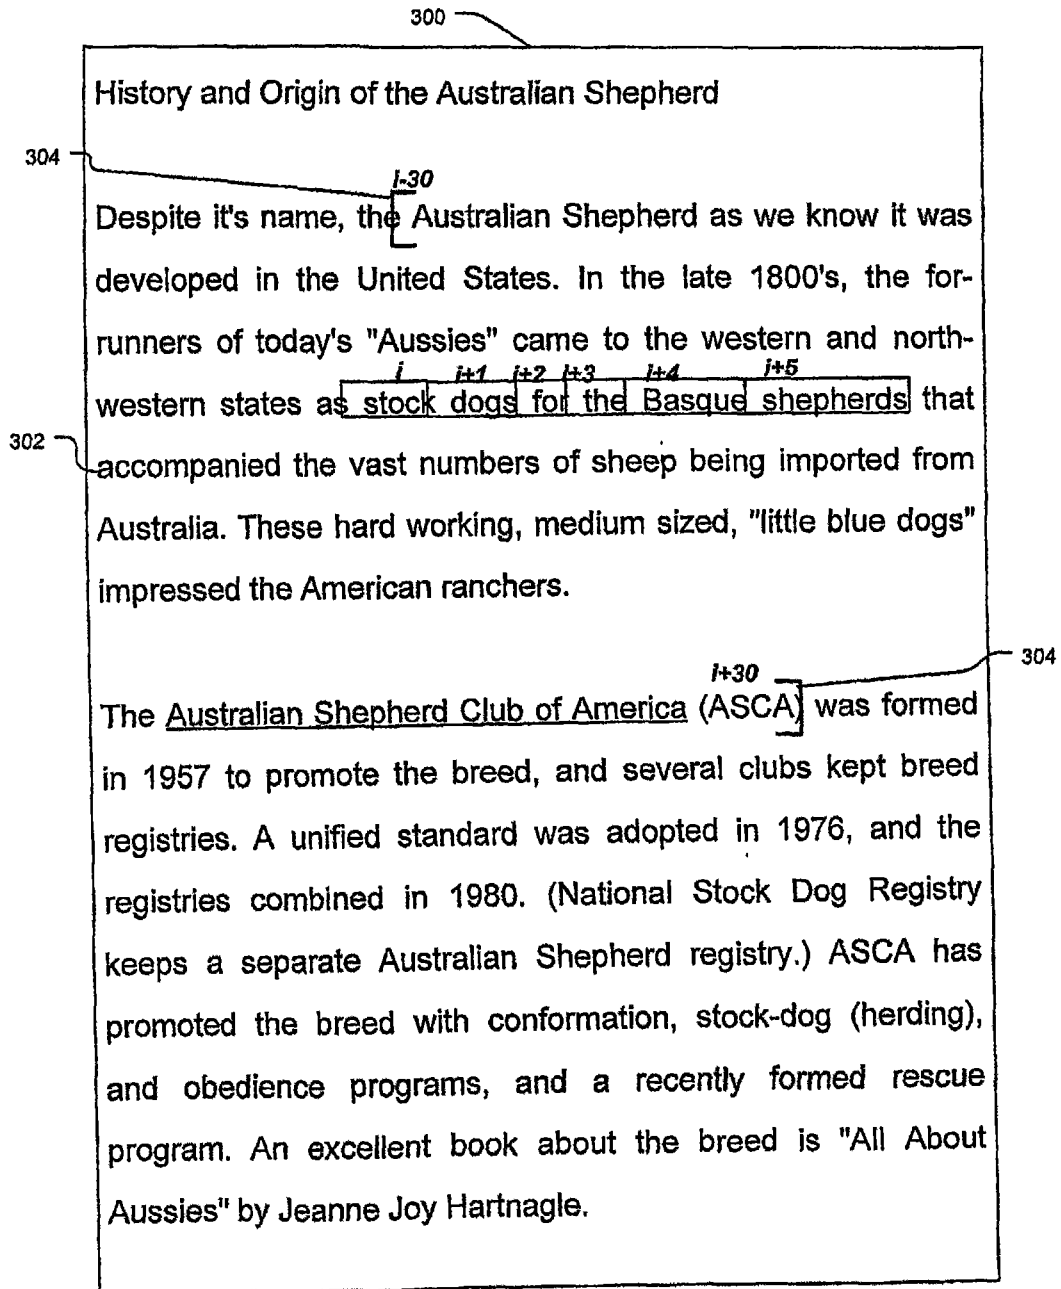 300
History and Origin of the Australian Shepherd
304
i-30
Despite it's name, the Australian Shepherd as we know it was
developed in the United States. In the late 1800's, the for-
runners of today's "Aussies" came to the western and north-
i i+1 i+2 i+3 i+4 i+5
western states as stock dogs for the Basque shepherds that
302
accompanied the vast numbers of sheep being imported from
Australia. These hard working, medium sized, "little blue dogs"
impressed the American ranchers.
i+30
304
The Australian Shepherd Club of America (ASCA) was formed
in 1957 to promote the breed, and several clubs kept breed
registries. A unified standard was adopted in 1976, and the
registries combined in 1980. (National Stock Dog Registry
keeps a separate Australian Shepherd registry.) ASCA has
promoted the breed with conformation, stock-dog (herding),
and obedience programs, and a recently formed rescue
program. An excellent book about the breed is "All About
Aussies" by Jeanne Joy Hartnagle.